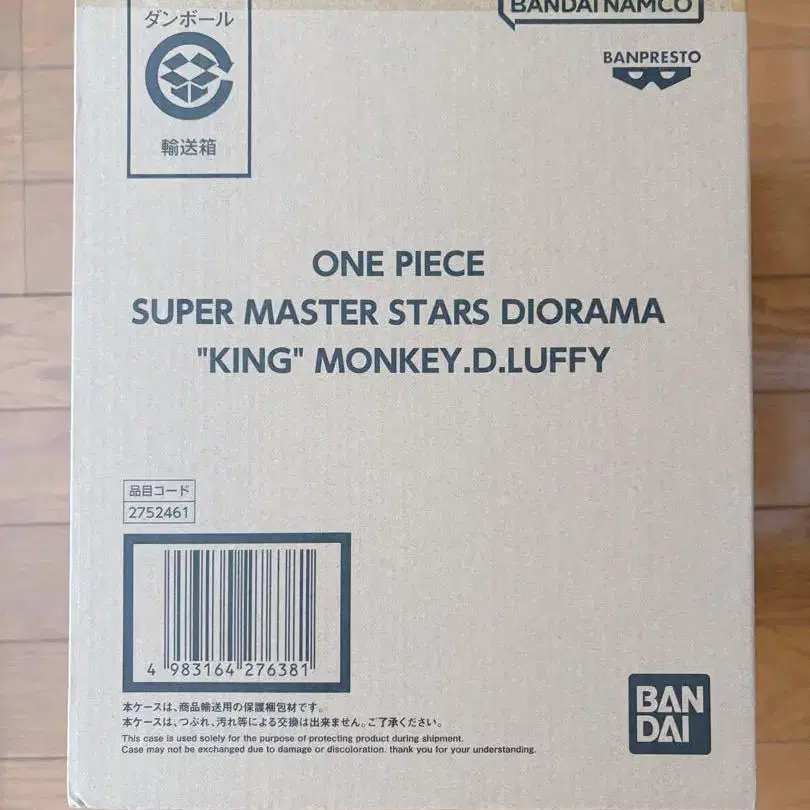 ダンボール
輸送箱
BANDAI NAMCO
BANPRESTO
ONE PIECE
SUPER MASTER STARS DIORAMA
"KING" MONKEY.D.LUFFY
品目コード
2752461
4 983164 276381
本ケースは、商品輸送用の保護梱包材です。
本ケースは、つぶれ、汚れ等による交換は出来ません。ご了承ください。
This case is used solely for the purpose of protecting product during shipment.
Case may not be exchanged due to damage or discoloration. thank you for your understanding.
BAN
DAI